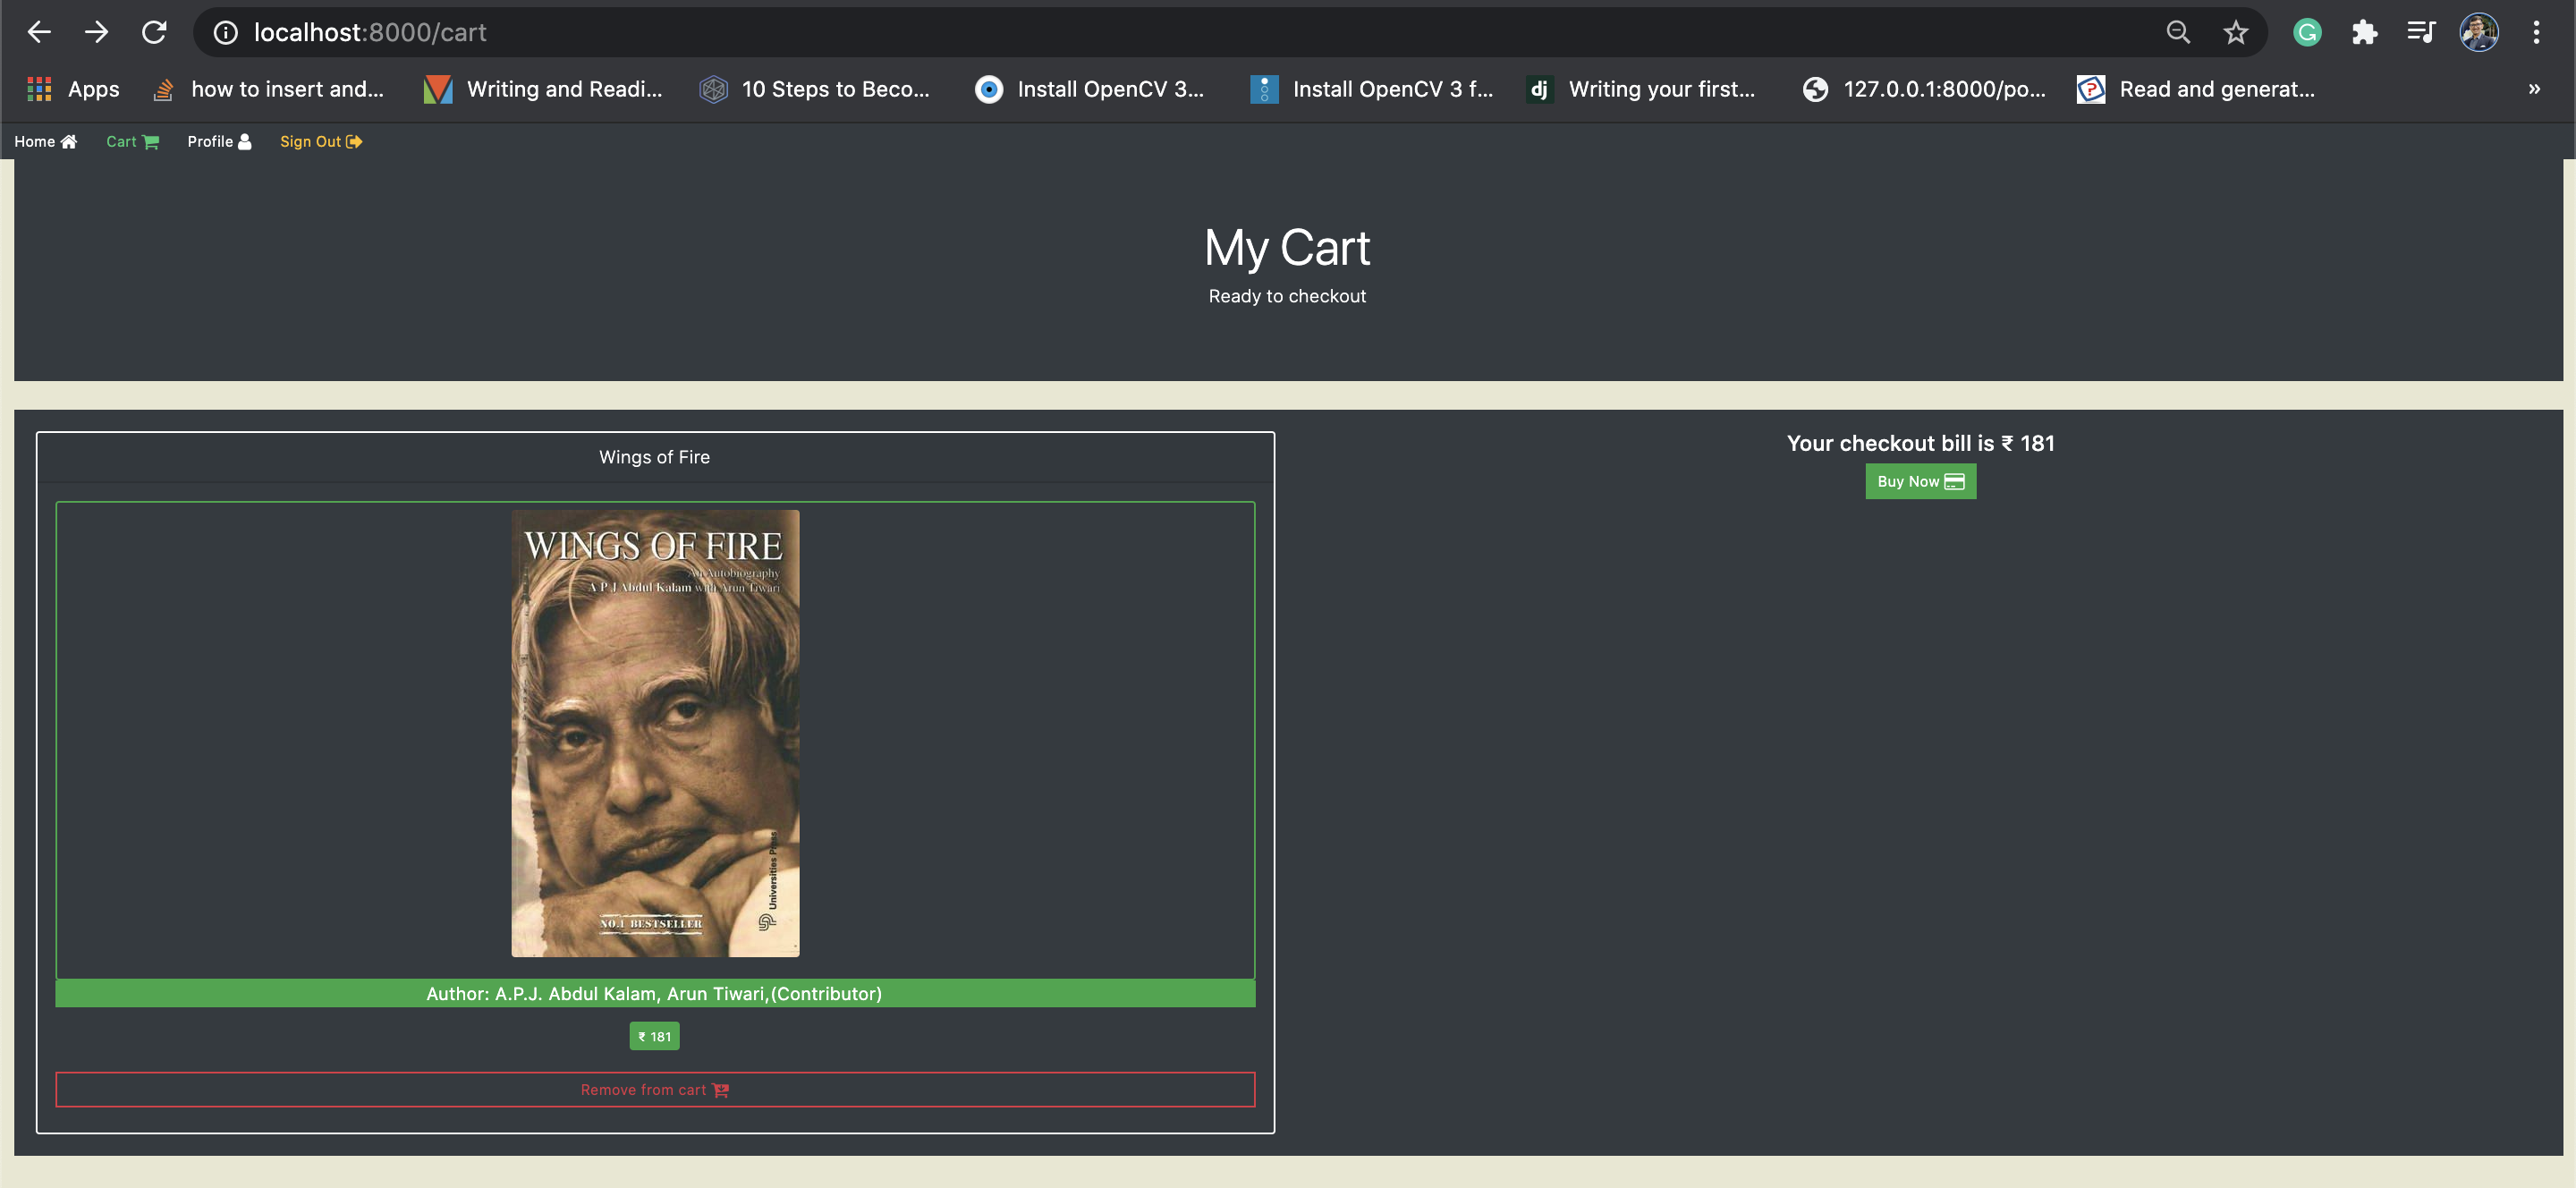 localhost:8000/cart
Apps
how to insert and...
Writing and Readi...
10 Steps to Beco...
Install OpenCV 3...
Install OpenCV 3 f...
dj Writing your first...
127.0.0.1:8000/po...
Read and generat...
»
Home
Cart
Profile
Sign Out
My Cart
Ready to checkout
Wings of Fire
WINGS OF FIRE
An Autobiography
A P J Abdul Kalam with Arun Tiwari
Universities Press
NO.1 BESTSELLER
Author: A.P.J. Abdul Kalam, Arun Tiwari,(Contributor)
₹ 181
Remove from cart
Your checkout bill is ₹ 181
Buy Now